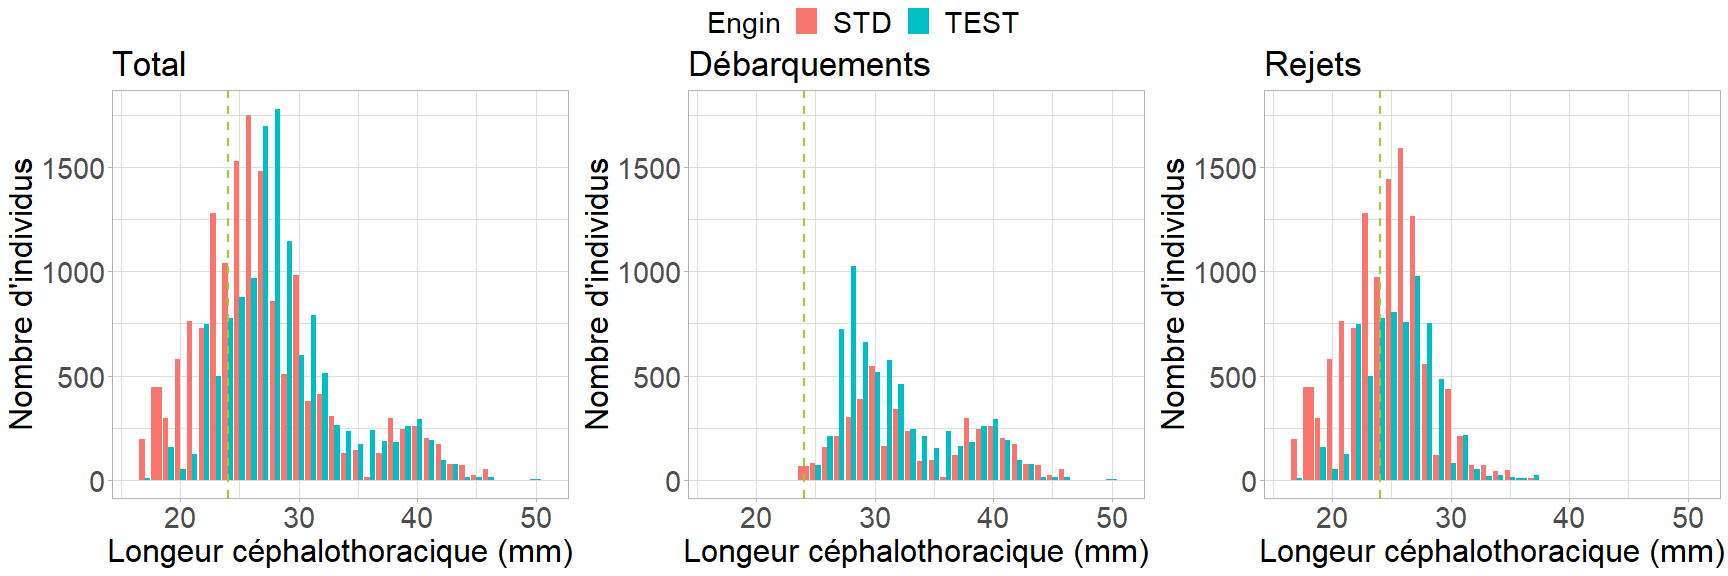 Engin STD TEST
Total
Débarquements
Rejets
Nombre d'individus
1500
1000
500
0
20 30 40 50
Longeur céphalothoracique (mm)
Nombre d'individus
1500
1000
500
0
20 30 40 50
Longeur céphalothoracique (mm)
Nombre d'individus
1500
1000
500
0
20 30 40 50
Longeur céphalothoracique (mm)